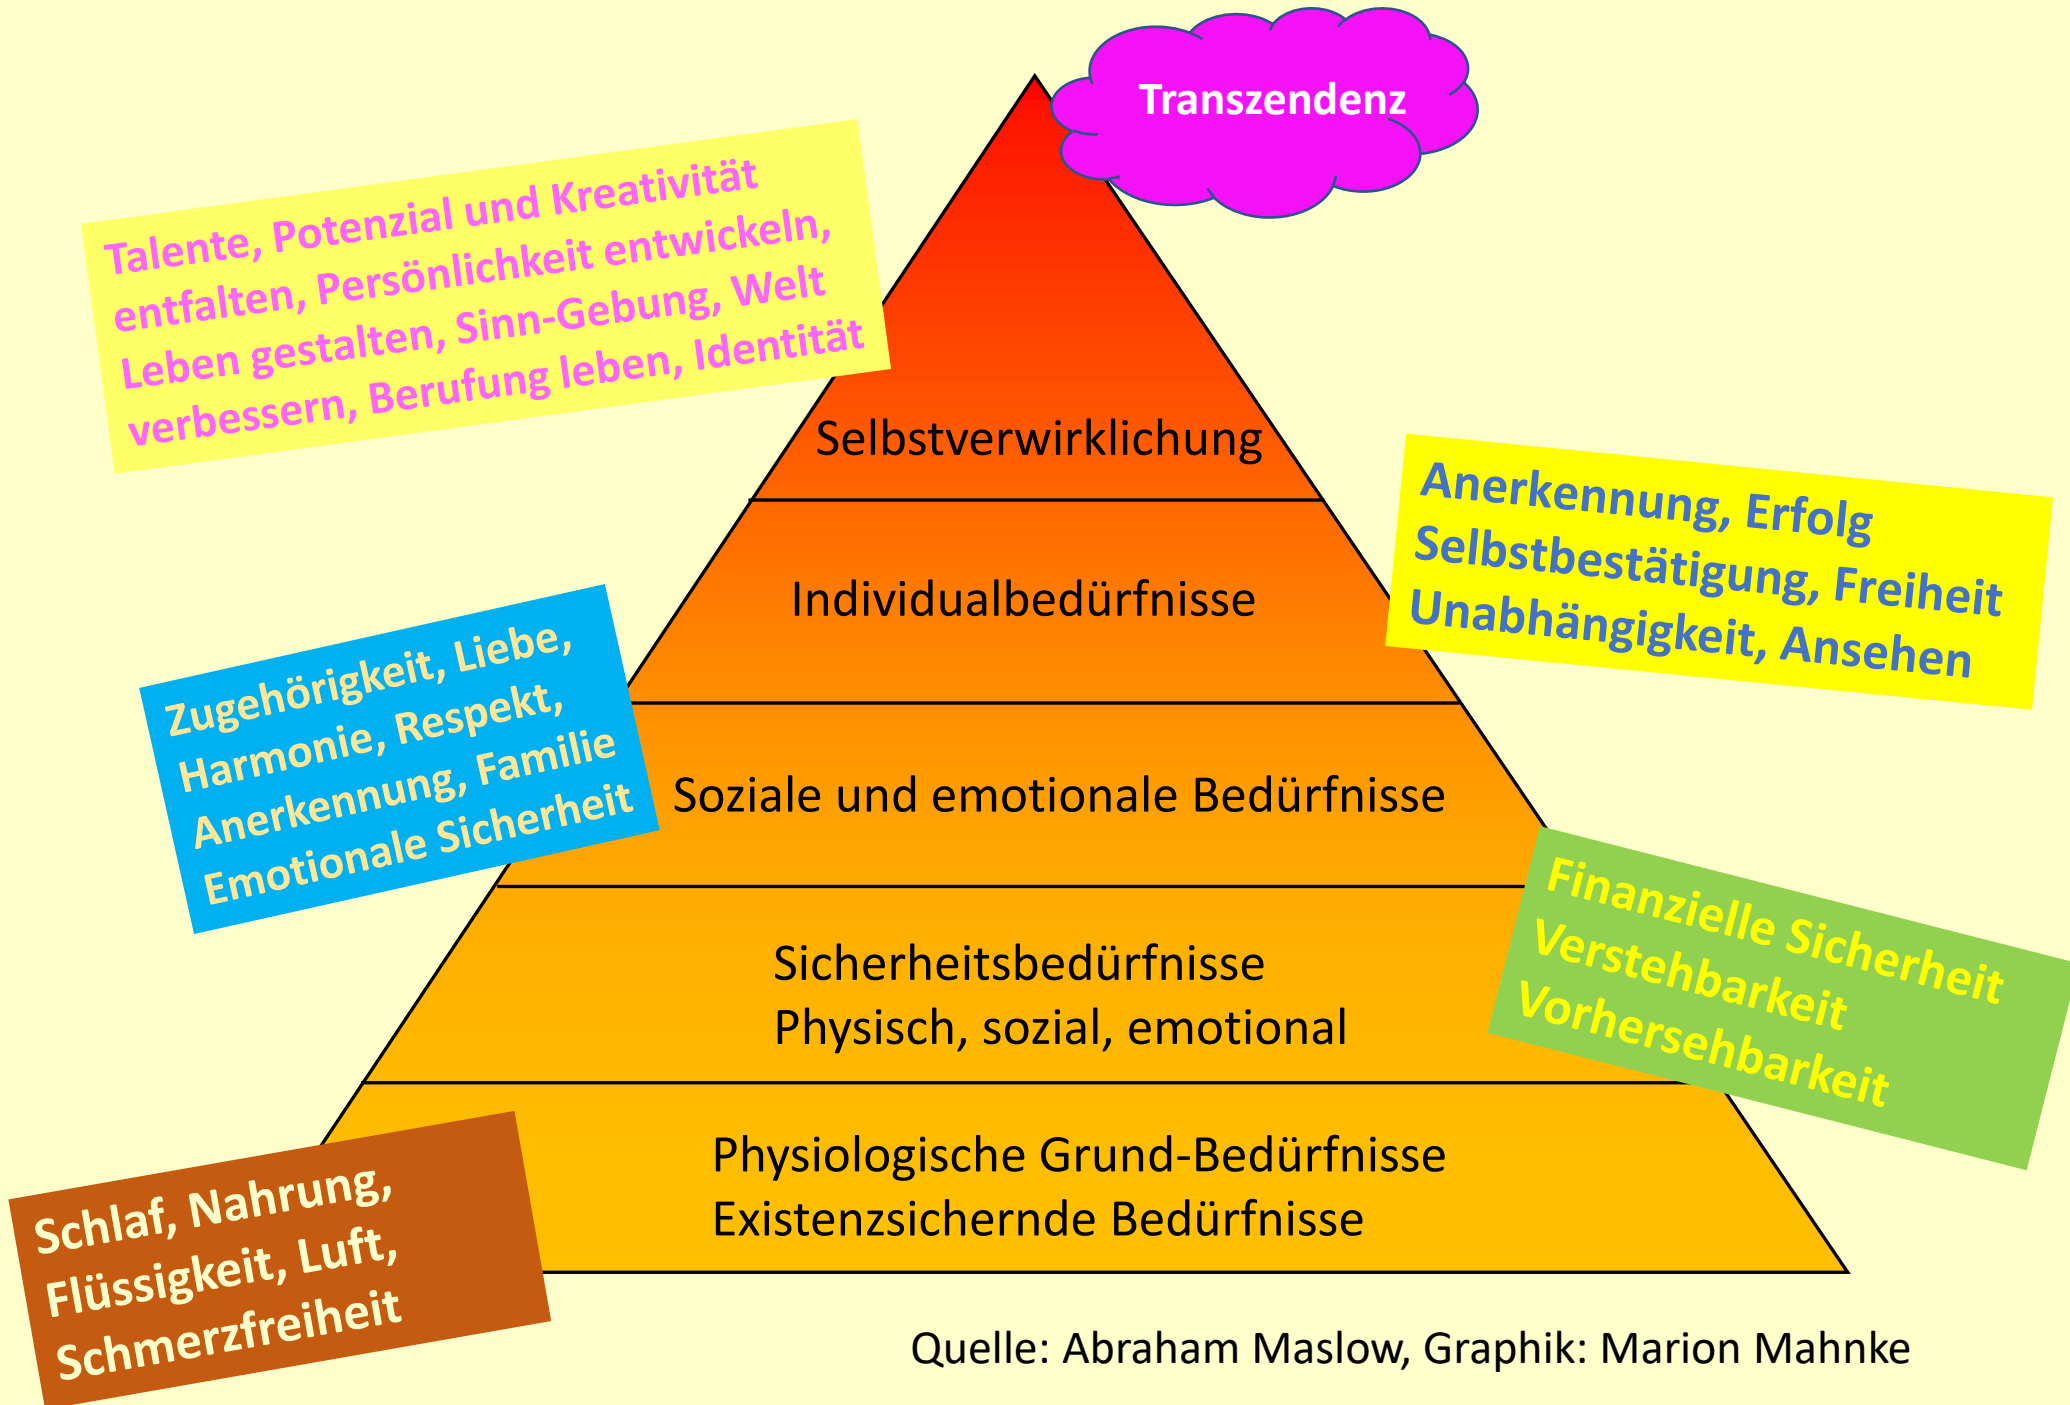 Transzendenz
Talente, Potenzial und Kreativität
entfalten, Persönlichkeit entwickeln,
Leben gestalten, Sinn-Gebung, Welt
verbessern, Berufung leben, Identität
Selbstverwirklichung
Anerkennung, Erfolg
Selbstbestätigung, Freiheit
Unabhängigkeit, Ansehen
Individualbedürfnisse
Zugehörigkeit, Liebe,
Harmonie, Respekt,
Anerkennung, Familie
Emotionale Sicherheit
Soziale und emotionale Bedürfnisse
Finanzielle Sicherheit
Verstehbarkeit
Vorhersehbarkeit
Sicherheitsbedürfnisse
Physisch, sozial, emotional
Physiologische Grund-Bedürfnisse
Existenzsichernde Bedürfnisse
Schlaf, Nahrung,
Flüssigkeit, Luft,
Schmerzfreiheit
Quelle: Abraham Maslow, Graphik: Marion Mahnke